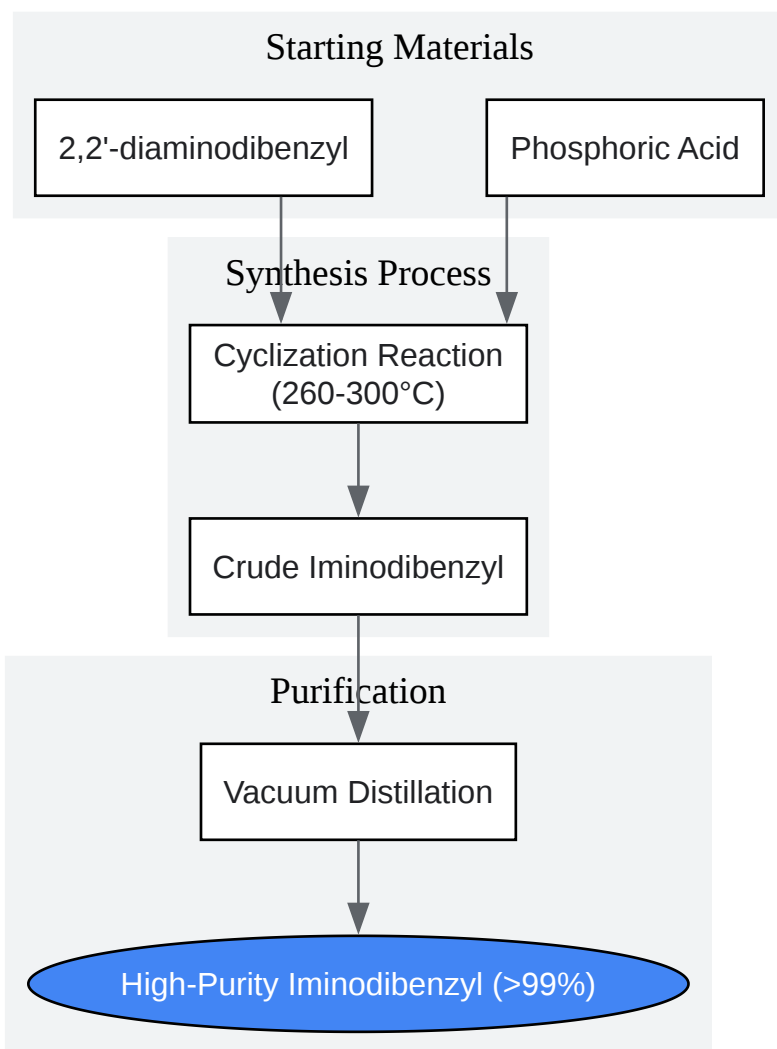 Starting Materials
2,2'-diaminodibenzyl
Phosphoric Acid
Synthesis Process
Cyclization Reaction
(260-300°C)
Crude Iminodibenzyl
Purification
Vacuum Distillation
High-Purity Iminodibenzyl (>99%)